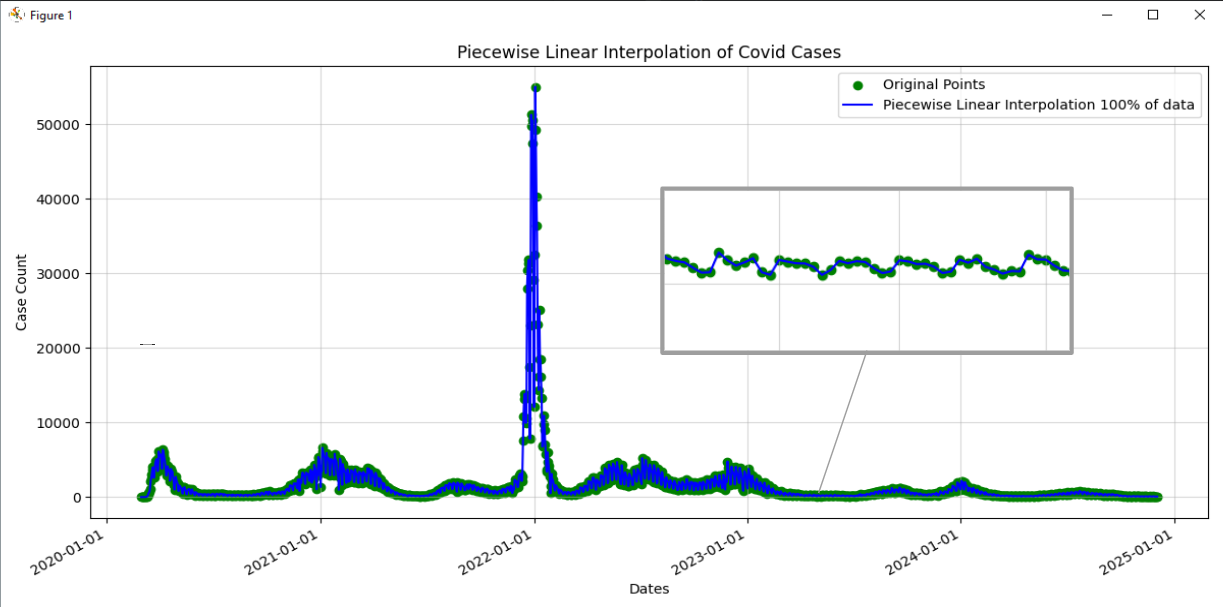 Figure 1
Piecewise Linear Interpolation of Covid Cases
Original Points
Piecewise Linear Interpolation 100% of data
Case Count
50000
40000
30000
20000
10000
0
2020-01-01
2021-01-01
2022-01-01
2023-01-01
2024-01-01
2025-01-01
Dates